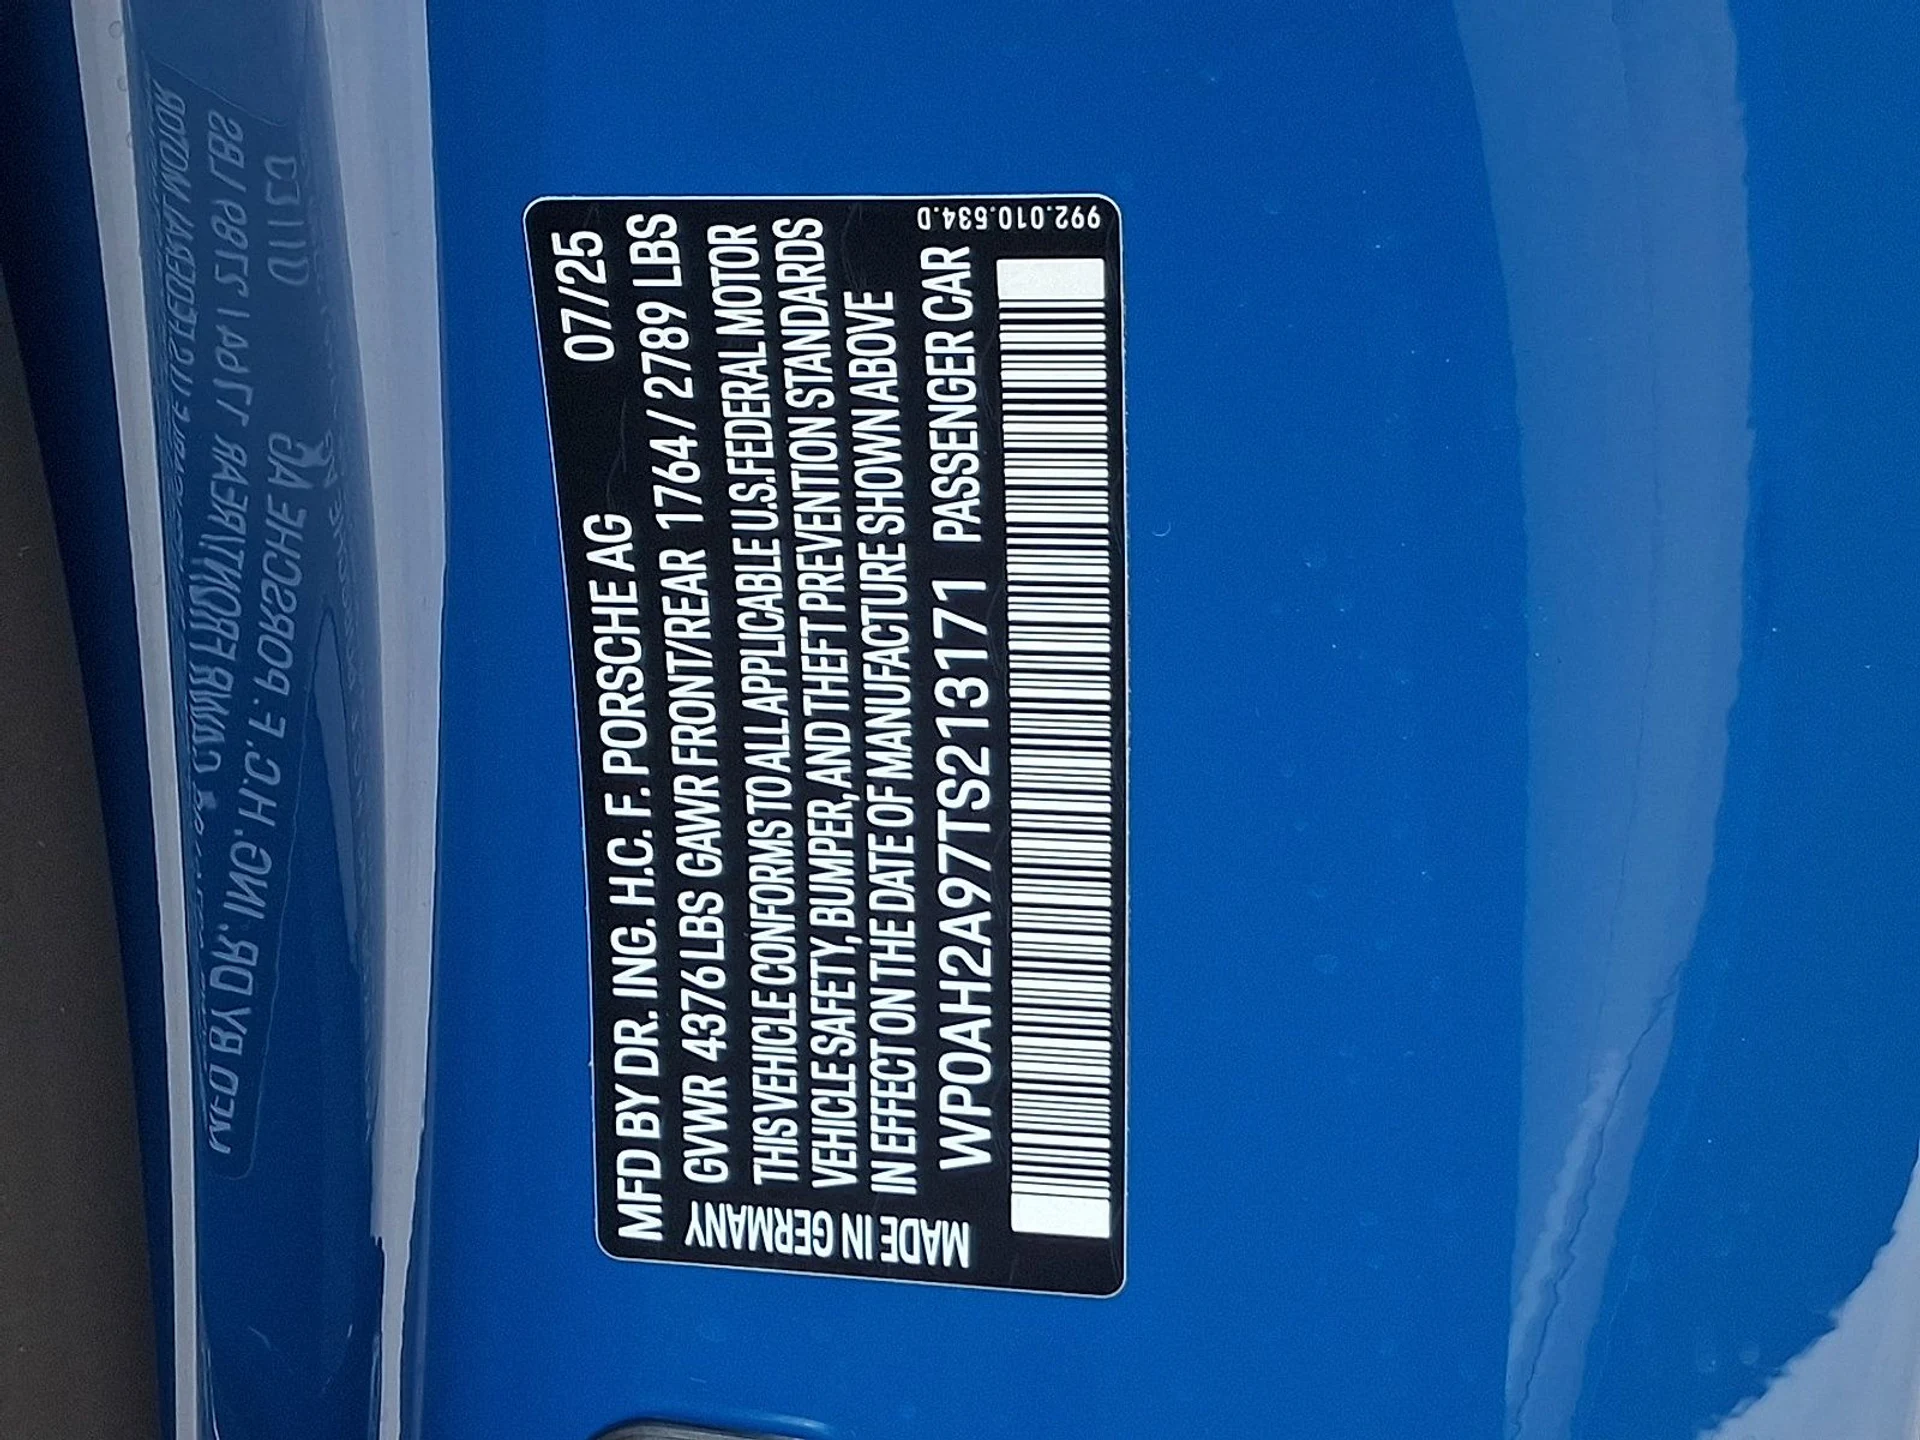 MFD BY DR. ING. H.C. F. PORSCHE AG 07/25
GVWR 4376 LBS GAWR FRONT/REAR 1764 / 2789 LBS
THIS VEHICLE CONFORMS TO ALL APPLICABLE U.S. FEDERAL MOTOR
VEHICLE SAFETY, BUMPER, AND THEFT PREVENTION STANDARDS
IN EFFECT ON THE DATE OF MANUFACTURE SHOWN ABOVE
WP0AH2A97TS213171 PASSENGER CAR
MADE IN GERMANY
992.010.534.D